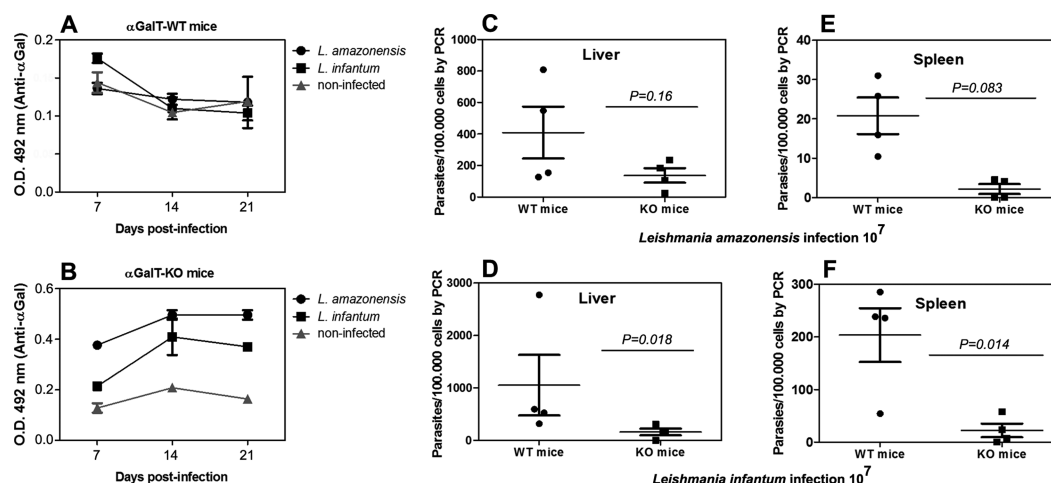 A
αGalT-WT mice
O.D. 492 nm (Anti-αGal)
0.2
0.1
0.0
7
14
21
Days post-infection
L. amazonensis
L. infantum
non-infected
B
αGalT-KO mice
O.D. 492 nm (Anti-αGal)
0.6
0.4
0.2
0.0
7
14
21
Days post-infection
L. amazonensis
L. infantum
non-infected
C
Liver
Parasites/100.000 cells by PCR
1000
800
600
400
200
0
P=0.16
WT mice
KO mice
E
Spleen
Parasies/100.000 cells by PCR
40
30
20
10
0
P=0.083
WT mice
KO mice
Leishmania amazonensis infection 10⁷
D
Liver
Parasites/100.000 cells by PCR
3000
2000
1000
0
P=0.018
WT mice
KO mice
F
Spleen
Parasies/100.000 cells by PCR
300
200
100
0
P=0.014
WT mice
KO mice
Leishmania infantum infection 10⁷